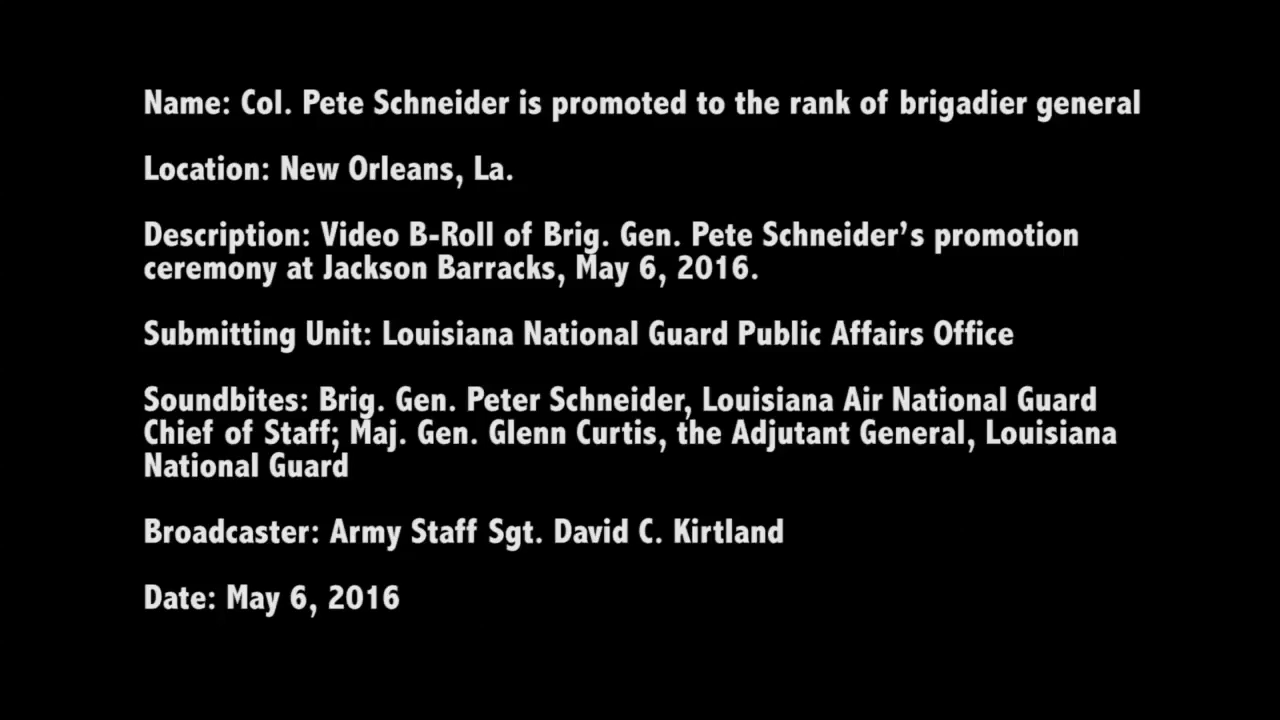 Name: Col. Pete Schneider is promoted to the rank of brigadier general
Location: New Orleans, La.
Description: Video B-Roll of Brig. Gen. Pete Schneider’s promotion
ceremony at Jackson Barracks, May 6, 2016.
Submitting Unit: Louisiana National Guard Public Affairs Office
Soundbites: Brig. Gen. Peter Schneider, Louisiana Air National Guard
Chief of Staff; Maj. Gen. Glenn Curtis, the Adjutant General, Louisiana
National Guard
Broadcaster: Army Staff Sgt. David C. Kirtland
Date: May 6, 2016